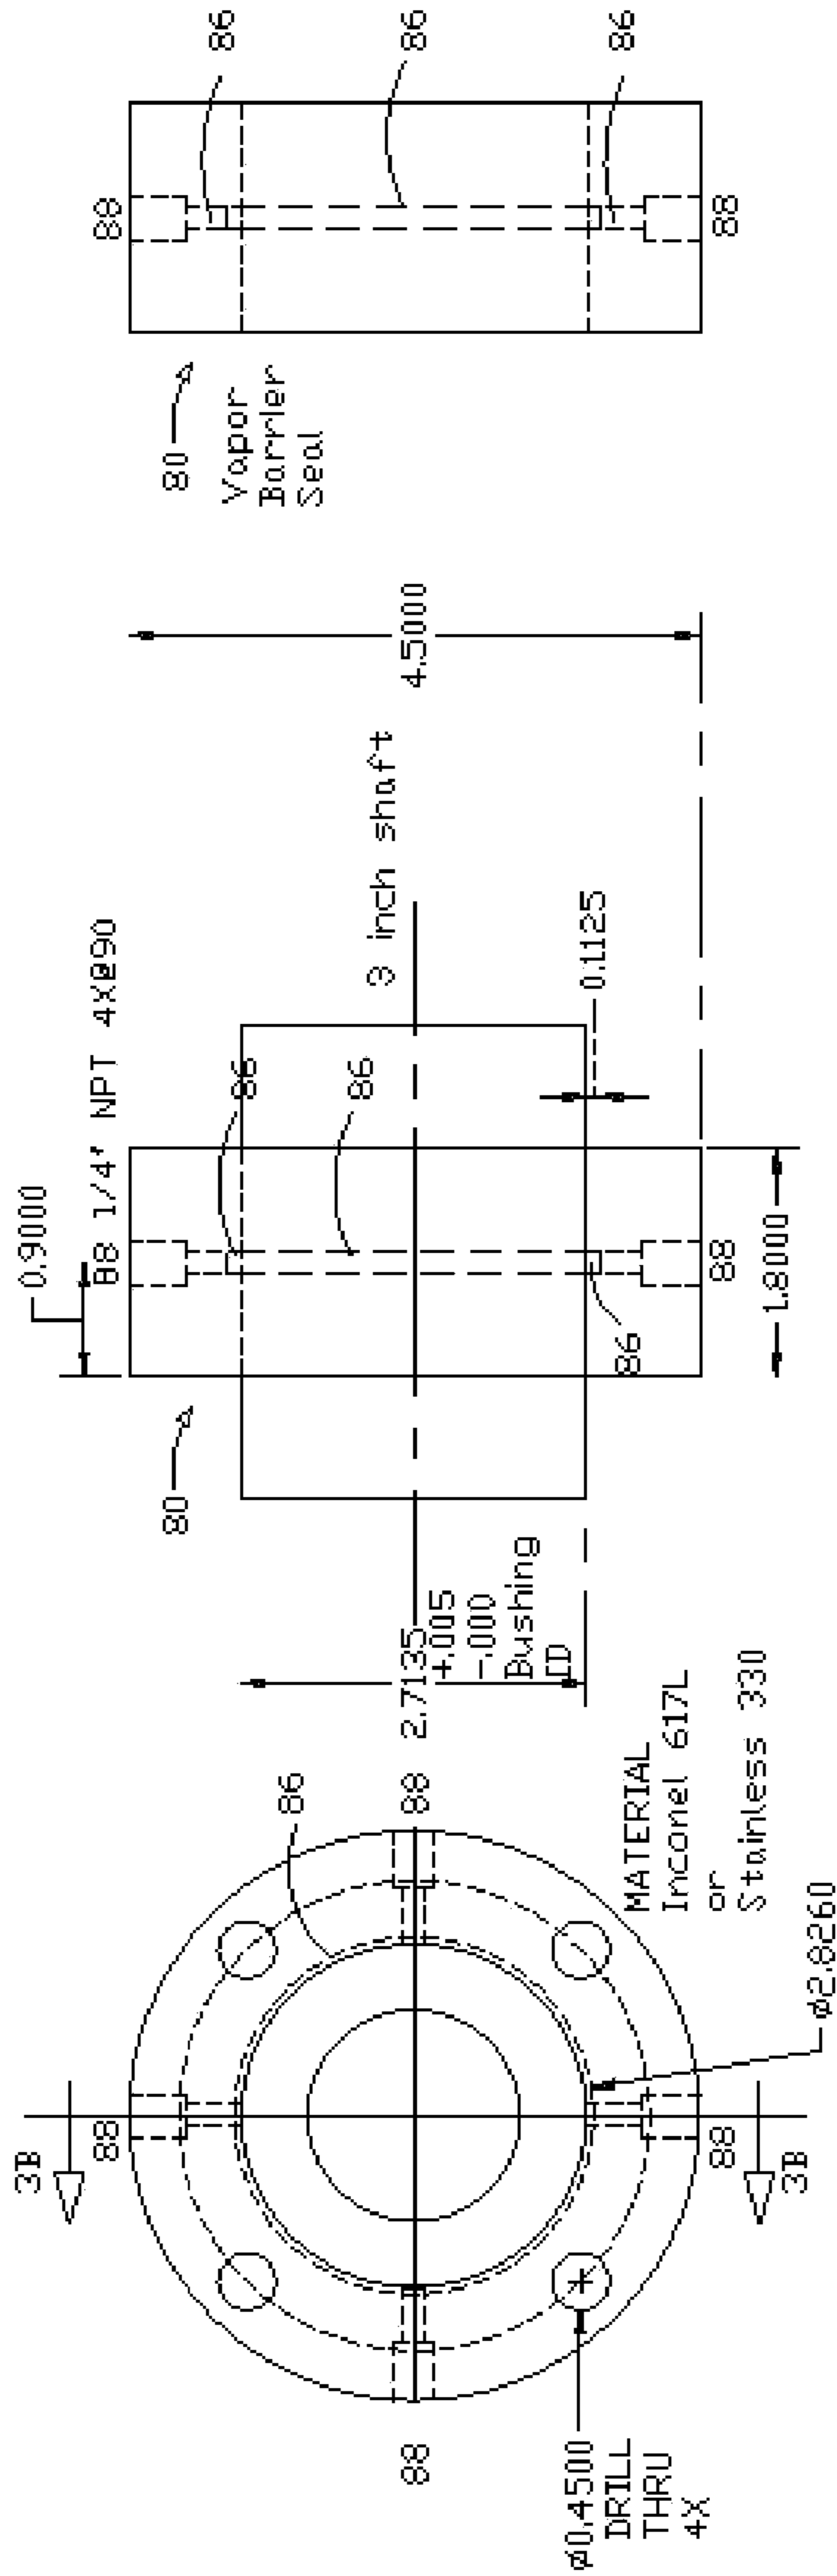 3B
3B
88
88
88
88
86
ø0.4500
DRILL
THRU
4X
ø2.8260
MATERIAL
Inconel 617L
or
Stainless 330
2.7135
+.005
-.000
Bushing
ID
80
0.9000
88 1/4' NPT 4X@90
86
86
86
88
1.8000
0.1125
3 inch shaft
4.5000
80
Vapor
Barrier
Seal
88
86
86
86
88